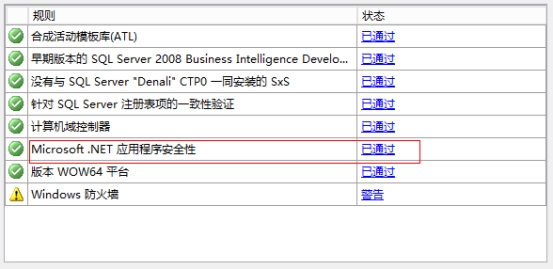 规则 状态
合成活动模板库(ATL) 已通过
早期版本的 SQL Server 2008 Business Intelligence Develo... 已通过
没有与 SQL Server "Denali" CTP0 一同安装的 SxS 已通过
针对 SQL Server 注册表项的一致性验证 已通过
计算机域控制器 已通过
Microsoft .NET 应用程序安全性 已通过
版本 WOW64 平台 已通过
Windows 防火墙 警告